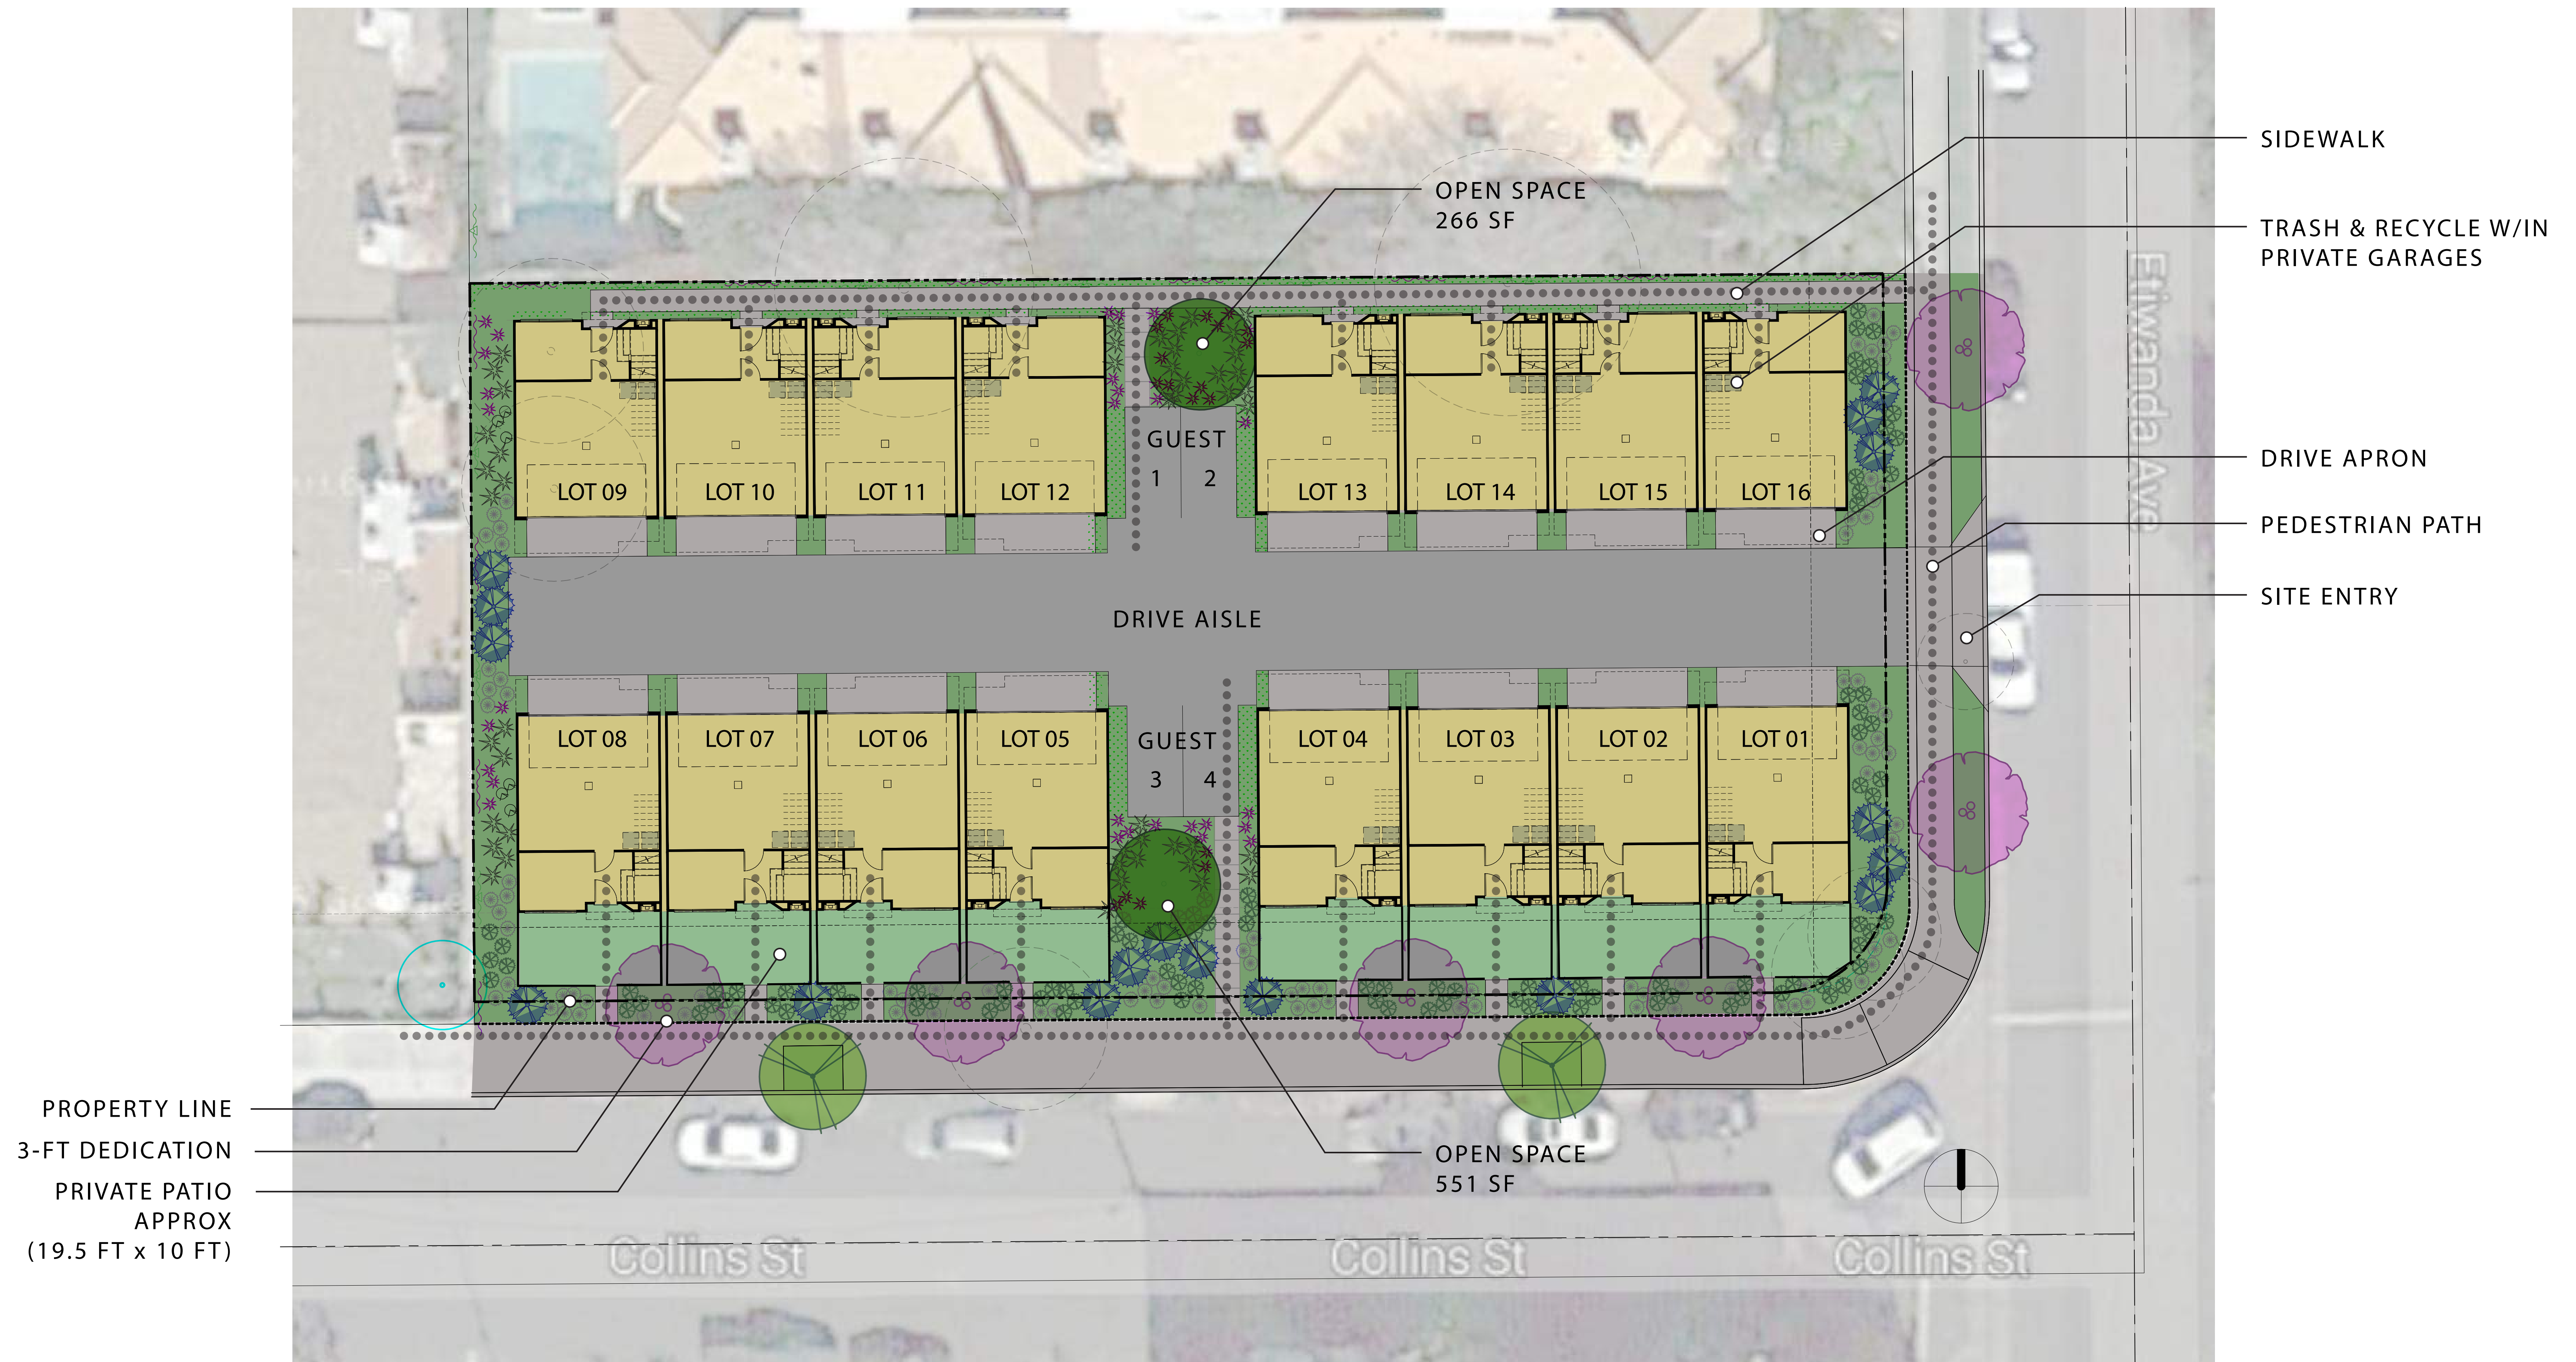 SIDEWALK
OPEN SPACE
266 SF
TRASH & RECYCLE W/IN
PRIVATE GARAGES
Etiwanda Ave
GUEST
1 2
LOT 09
LOT 10
LOT 11
LOT 12
LOT 13
LOT 14
LOT 15
LOT 16
DRIVE APRON
PEDESTRIAN PATH
SITE ENTRY
DRIVE AISLE
LOT 08
LOT 07
LOT 06
LOT 05
GUEST
3 4
LOT 04
LOT 03
LOT 02
LOT 01
PROPERTY LINE
3-FT DEDICATION
PRIVATE PATIO
APPROX
(19.5 FT x 10 FT)
OPEN SPACE
551 SF
Collins St
Collins St
Collins St